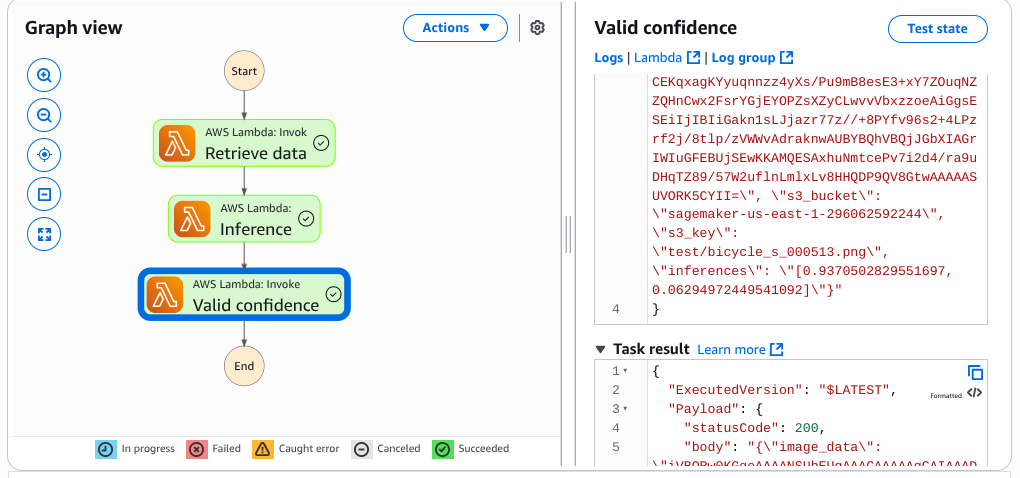 Graph view
Actions
Start
AWS Lambda: Invok
Retrieve data
AWS Lambda:
Inference
AWS Lambda: Invoke
Valid confidence
End
In progress
Failed
Caught error
Canceled
Succeeded
Valid confidence
Test state
Logs | Lambda | Log group
CEKqxagKYyuqnnzz4yXs/Pu9mB8esE3+xY7ZOuqNZ
ZQHnCwx2FsrYGjEYOPZsXZyCLwvvVbxzzoeAiGgsE
SEiIjIBIiGakn1sLJjazr77z//+8PYfv96s2+4LPz
rf2j/8tlp/zVWWvAdraknwAUBYBQhVBQjJGbXIAGr
IWIuGFEBUjSEwKKAMQESAxhuNmtcePv7i2d4/ra9u
DHqTZ89/57W2uflnLmlxLv8HHQDP9QV8GtwAAAAAS
UVORK5CYII=\", \"s3_bucket\":
\"sagemaker-us-east-1-296062592244\",
\"s3_key\":
\"test/bicycle_s_000513.png\",
\"inferences\": \"[0.9370502829551697,
0.06294972449541092]\"}"
4 }
Task result Learn more
1 {
2 "ExecutedVersion": "$LATEST",
Formatted
3 "Payload": {
4 "statusCode": 200,
5 "body": "{\"image_data\":